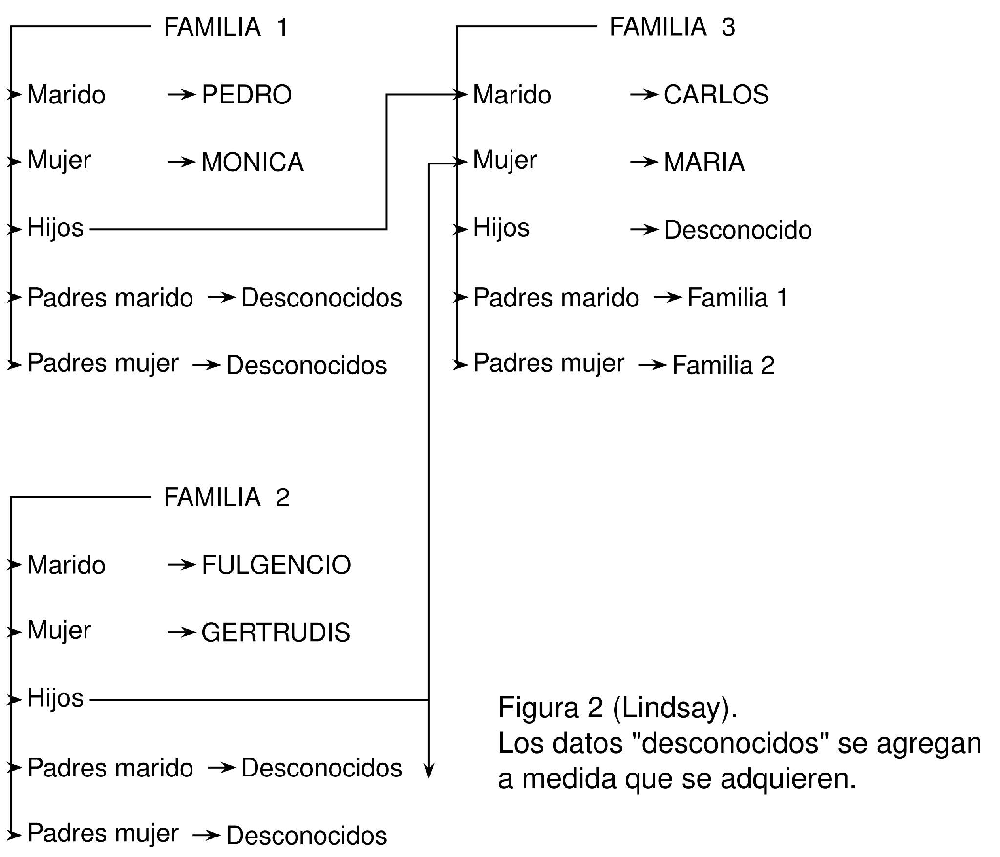 FAMILIA 1
Marido PEDRO
Mujer MONICA
Hijos
Padres marido Desconocidos
Padres mujer Desconocidos
FAMILIA 3
Marido CARLOS
Mujer MARIA
Hijos Desconocido
Padres marido Familia 1
Padres mujer Familia 2
FAMILIA 2
Marido FULGENCIO
Mujer GERTRUDIS
Hijos
Padres marido Desconocidos
Padres mujer Desconocidos
Figura 2 (Lindsay).
Los datos "desconocidos" se agregan
a medida que se adquieren.